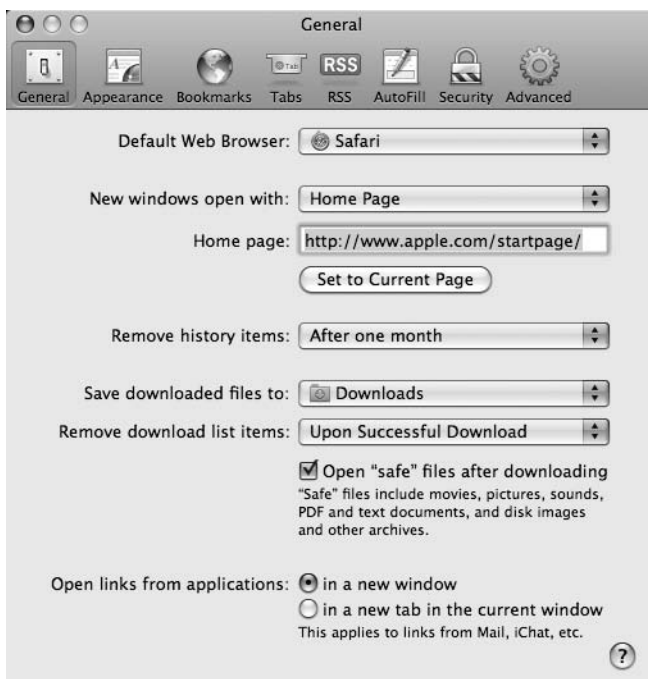 General
Tab RSS
General Appearance Bookmarks Tabs RSS AutoFill Security Advanced
Default Web Browser: Safari
New windows open with: Home Page
Home page: http://www.apple.com/startpage/
Set to Current Page
Remove history items: After one month
Save downloaded files to: Downloads
Remove download list items: Upon Successful Download
Open “safe” files after downloading
“Safe” files include movies, pictures, sounds,
PDF and text documents, and disk images
and other archives.
Open links from applications: in a new window
in a new tab in the current window
This applies to links from Mail, iChat, etc.
?